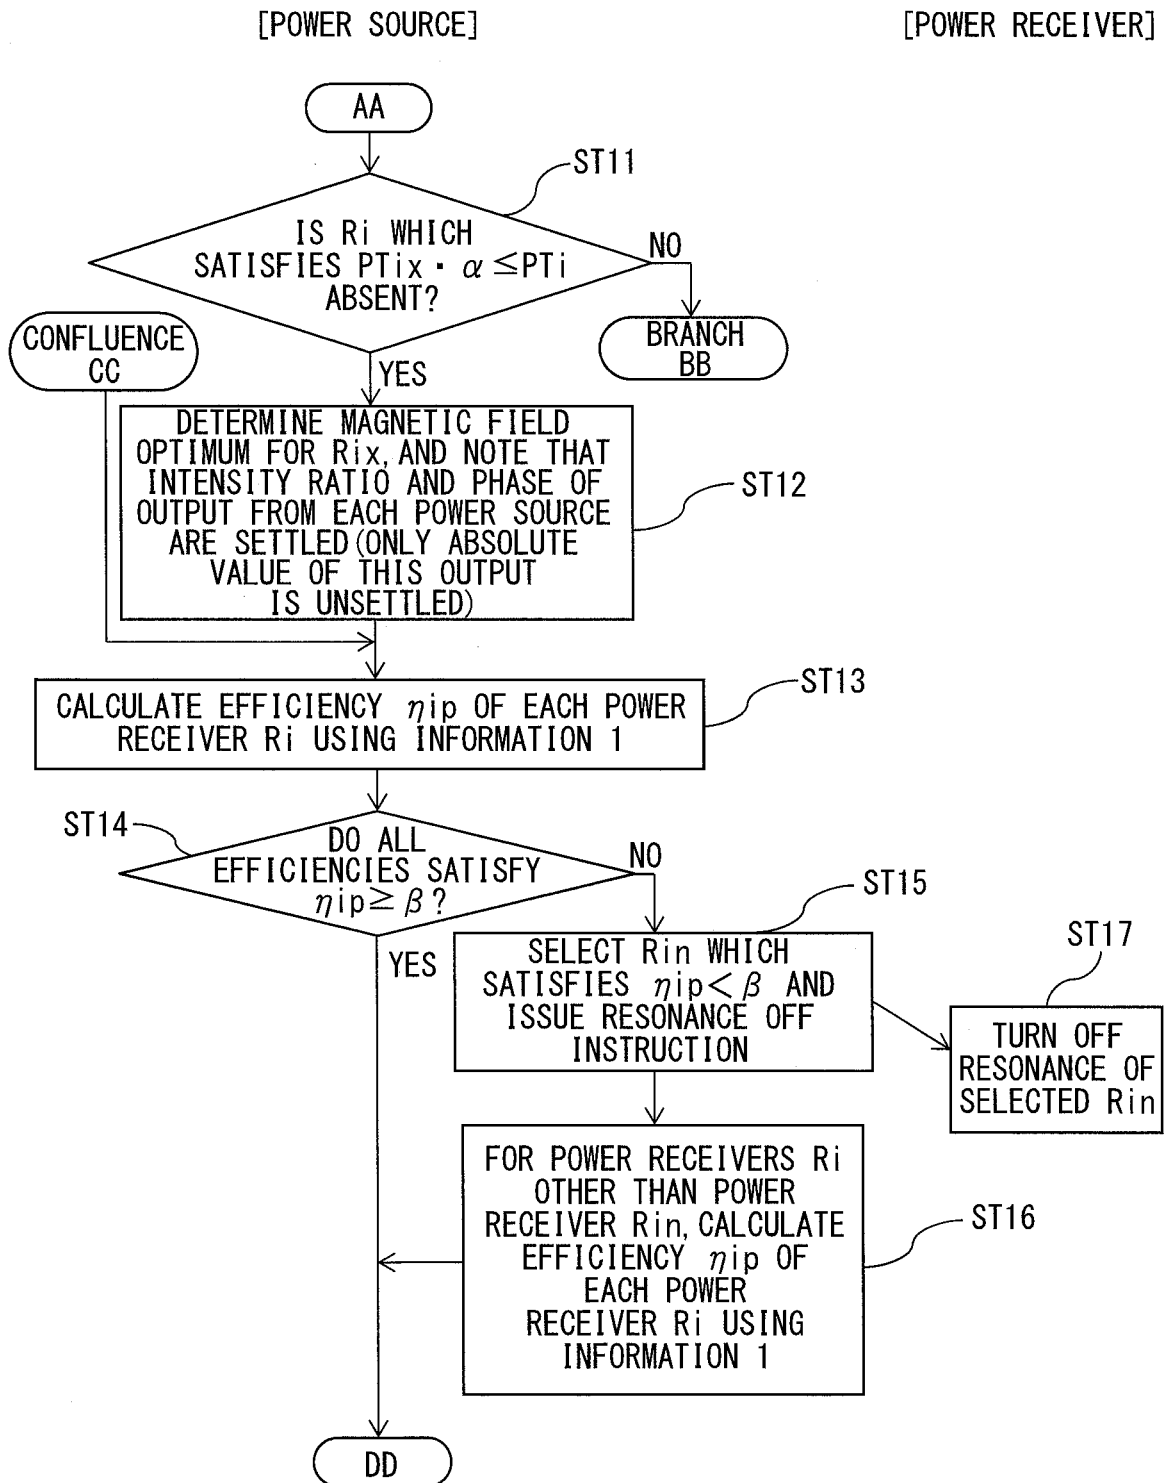 [POWER SOURCE]
[POWER RECEIVER]
AA
ST11
IS Ri WHICH
SATISFIES PTix・α≦PTi
ABSENT?
NO
BRANCH
BB
CONFLUENCE
CC
YES
DETERMINE MAGNETIC FIELD
OPTIMUM FOR Rix, AND NOTE THAT
INTENSITY RATIO AND PHASE OF
OUTPUT FROM EACH POWER SOURCE
ARE SETTLED(ONLY ABSOLUTE
VALUE OF THIS OUTPUT
IS UNSETTLED)
ST12
CALCULATE EFFICIENCY ηip OF EACH POWER
RECEIVER Ri USING INFORMATION 1
ST13
ST14
DO ALL
EFFICIENCIES SATISFY
ηip≧β?
NO
YES
ST15
SELECT Rin WHICH
SATISFIES ηip<β AND
ISSUE RESONANCE OFF
INSTRUCTION
ST17
TURN OFF
RESONANCE OF
SELECTED Rin
FOR POWER RECEIVERS Ri
OTHER THAN POWER
RECEIVER Rin, CALCULATE
EFFICIENCY ηip OF
EACH POWER
RECEIVER Ri USING
INFORMATION 1
ST16
DD